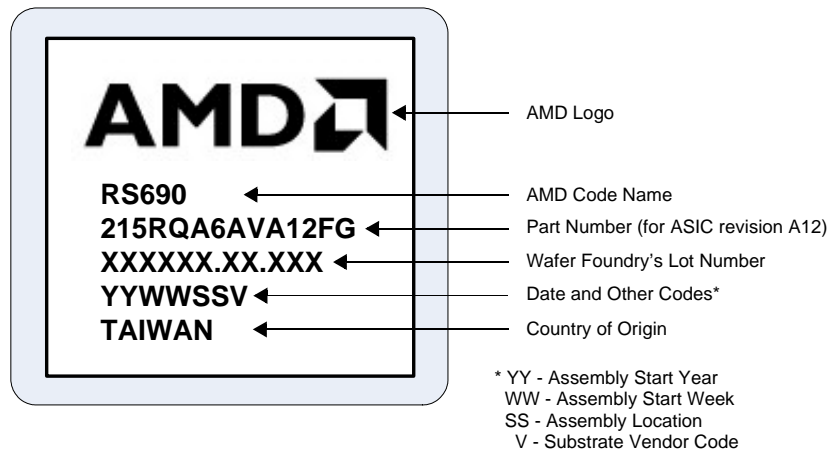 AMD
AMD Logo
RS690
AMD Code Name
215RQA6AVA12FG
Part Number (for ASIC revision A12)
XXXXXX.XX.XXX
Wafer Foundry's Lot Number
YYWWSSV
Date and Other Codes*
TAIWAN
Country of Origin
* YY - Assembly Start Year
WW - Assembly Start Week
SS - Assembly Location
V - Substrate Vendor Code